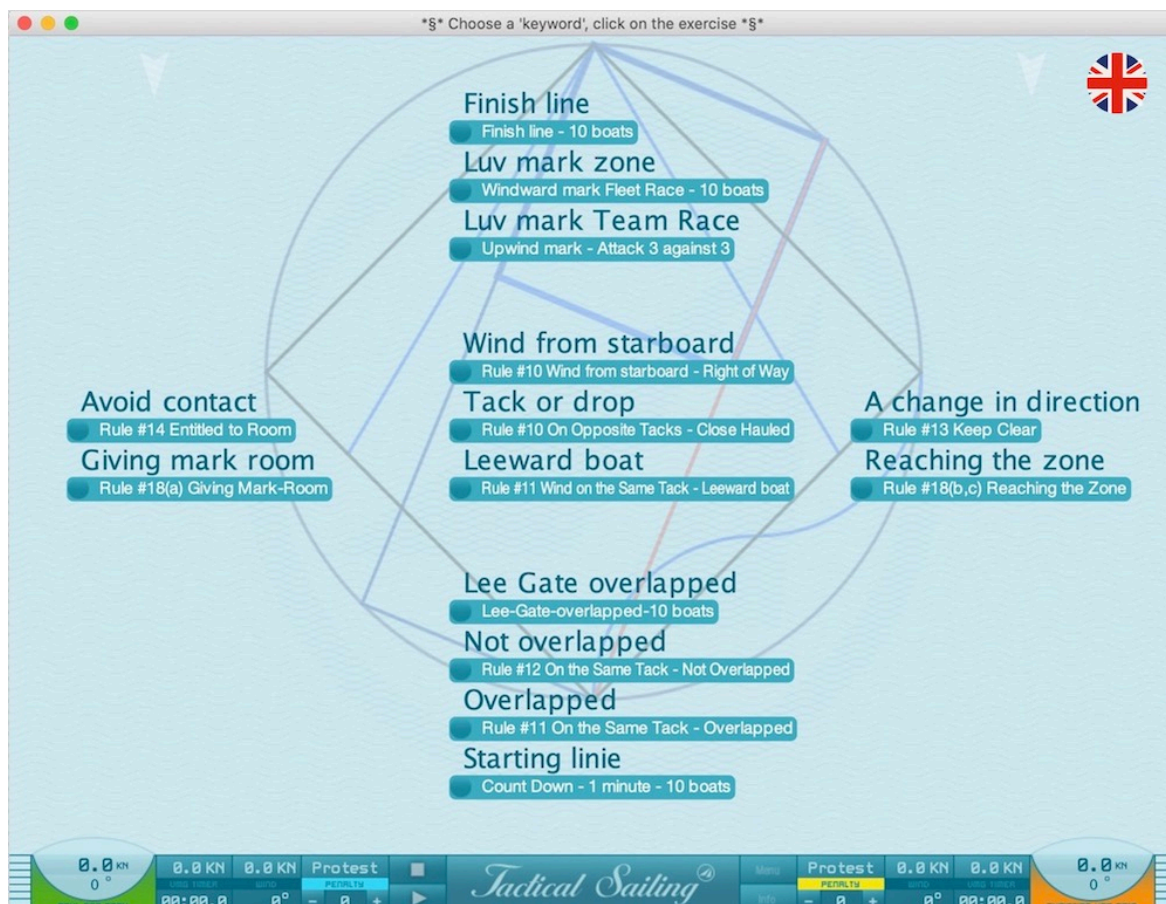 *§* Choose a 'keyword', click on the exercise *§*
Finish line
Finish line - 10 boats
Luv mark zone
Windward mark Fleet Race - 10 boats
Luv mark Team Race
Upwind mark - Attack 3 against 3
Wind from starboard
Rule #10 Wind from starboard - Right of Way
Avoid contact
Rule #14 Entitled to Room
Giving mark room
Rule #18(a) Giving Mark-Room
Tack or drop
Rule #10 On Opposite Tacks - Close Hauled
Leeward boat
Rule #11 Wind on the Same Tack - Leeward boat
A change in direction
Rule #13 Keep Clear
Reaching the zone
Rule #18(b,c) Reaching the Zone
Lee Gate overlapped
Lee-Gate-overlapped-10 boats
Not overlapped
Rule #12 On the Same Tack - Not Overlapped
Overlapped
Rule #11 On the Same Tack - Overlapped
Starting linie
Count Down - 1 minute - 10 boats
0.0 KN 0.0 KN 0.0 KN Protest Tactical Sailing Menu Protest 0.0 KN 0.0 KN 0.0 KN
0° VMG TIMER WIND PENALTY PENALTY WIND VMG TIMER 0°
00:00.0 0° - 0 + Info - 0 + 0° 00:00.0